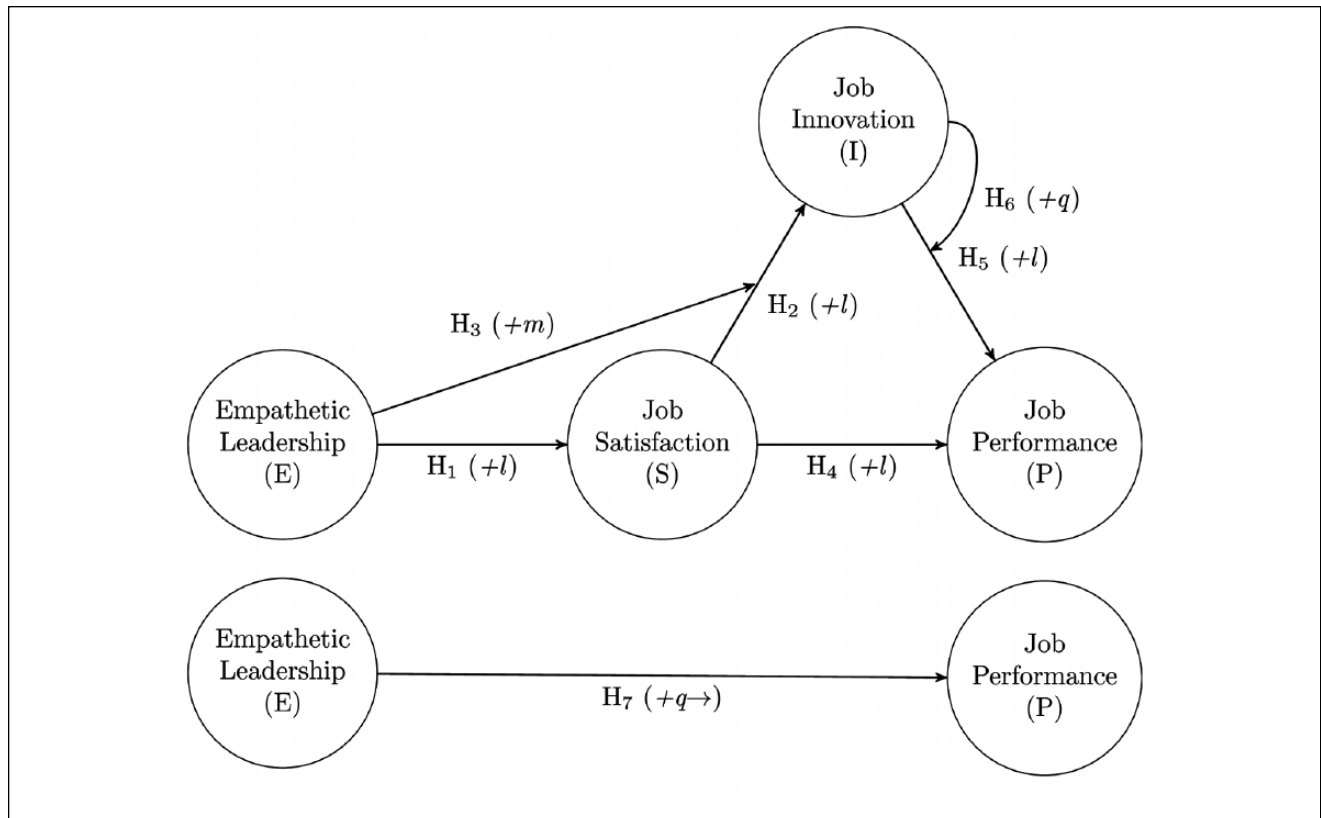 Job
Innovation
(I)
H₆ (+q)
H₅ (+l)
H₂ (+l)
H₃ (+m)
Empathetic
Leadership
(E)
H₁ (+l)
Job
Satisfaction
(S)
H₄ (+l)
Job
Performance
(P)
Empathetic
Leadership
(E)
H₇ (+q→)
Job
Performance
(P)